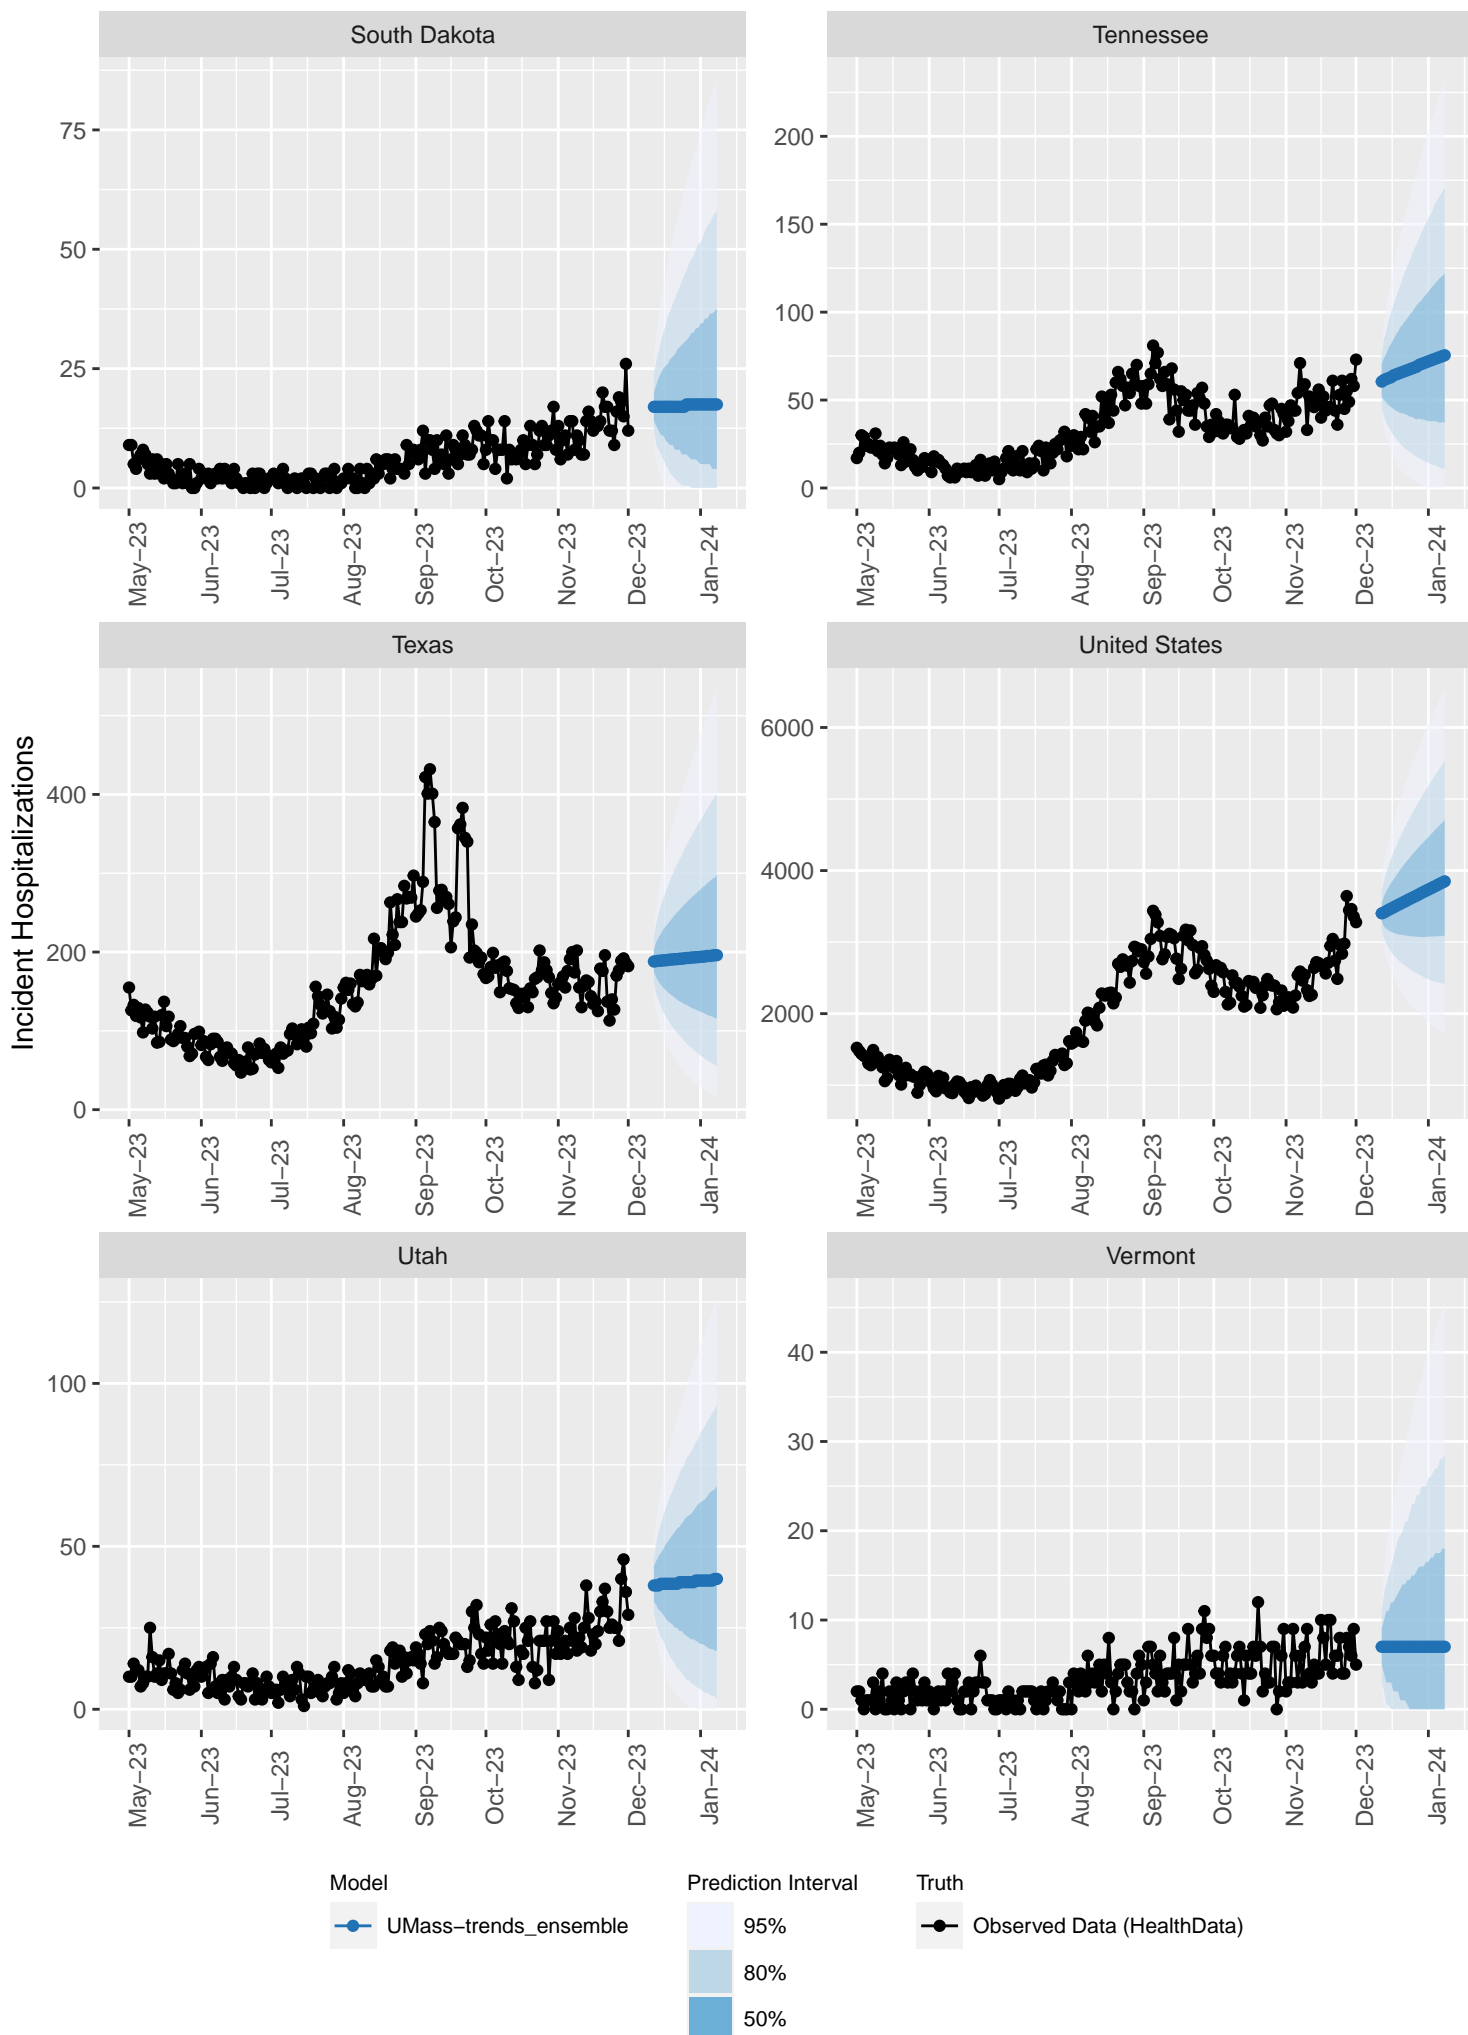 South Dakota
Tennessee
75
50
25
0
200
150
100
50
0
May−23
Jun−23
Jul−23
Aug−23
Sep−23
Oct−23
Nov−23
Dec−23
Jan−24
May−23
Jun−23
Jul−23
Aug−23
Sep−23
Oct−23
Nov−23
Dec−23
Jan−24
Texas
United States
Incident Hospitalizations
400
200
0
6000
4000
2000
May−23
Jun−23
Jul−23
Aug−23
Sep−23
Oct−23
Nov−23
Dec−23
Jan−24
May−23
Jun−23
Jul−23
Aug−23
Sep−23
Oct−23
Nov−23
Dec−23
Jan−24
Utah
Vermont
100
50
0
40
30
20
10
0
May−23
Jun−23
Jul−23
Aug−23
Sep−23
Oct−23
Nov−23
Dec−23
Jan−24
May−23
Jun−23
Jul−23
Aug−23
Sep−23
Oct−23
Nov−23
Dec−23
Jan−24
Model
UMass−trends_ensemble
Prediction Interval
95%
80%
50%
Truth
Observed Data (HealthData)